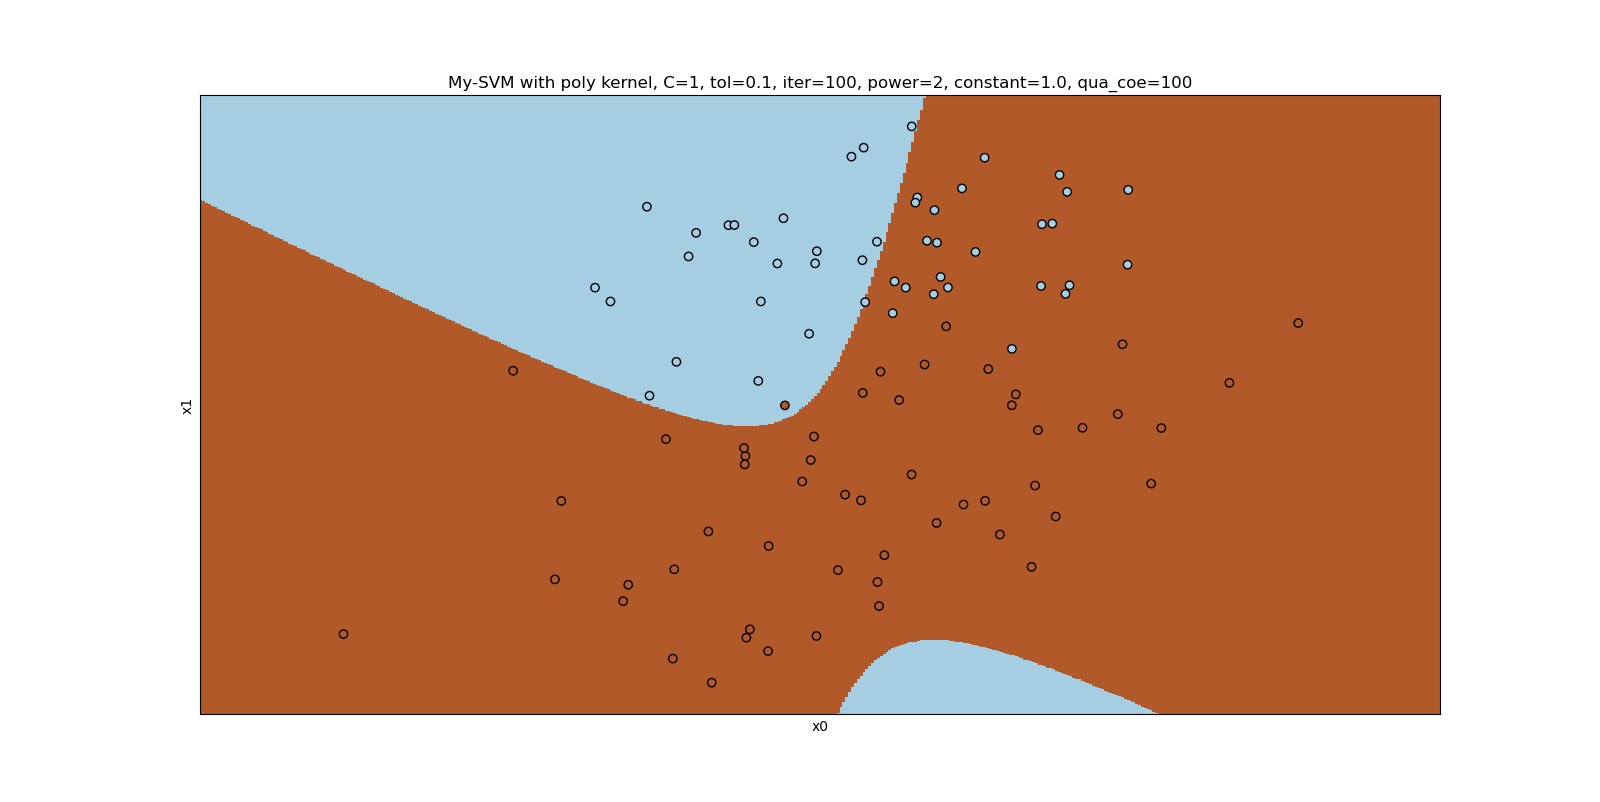 My-SVM with poly kernel, C=1, tol=0.1, iter=100, power=2, constant=1.0, qua_coe=100
x1
x0